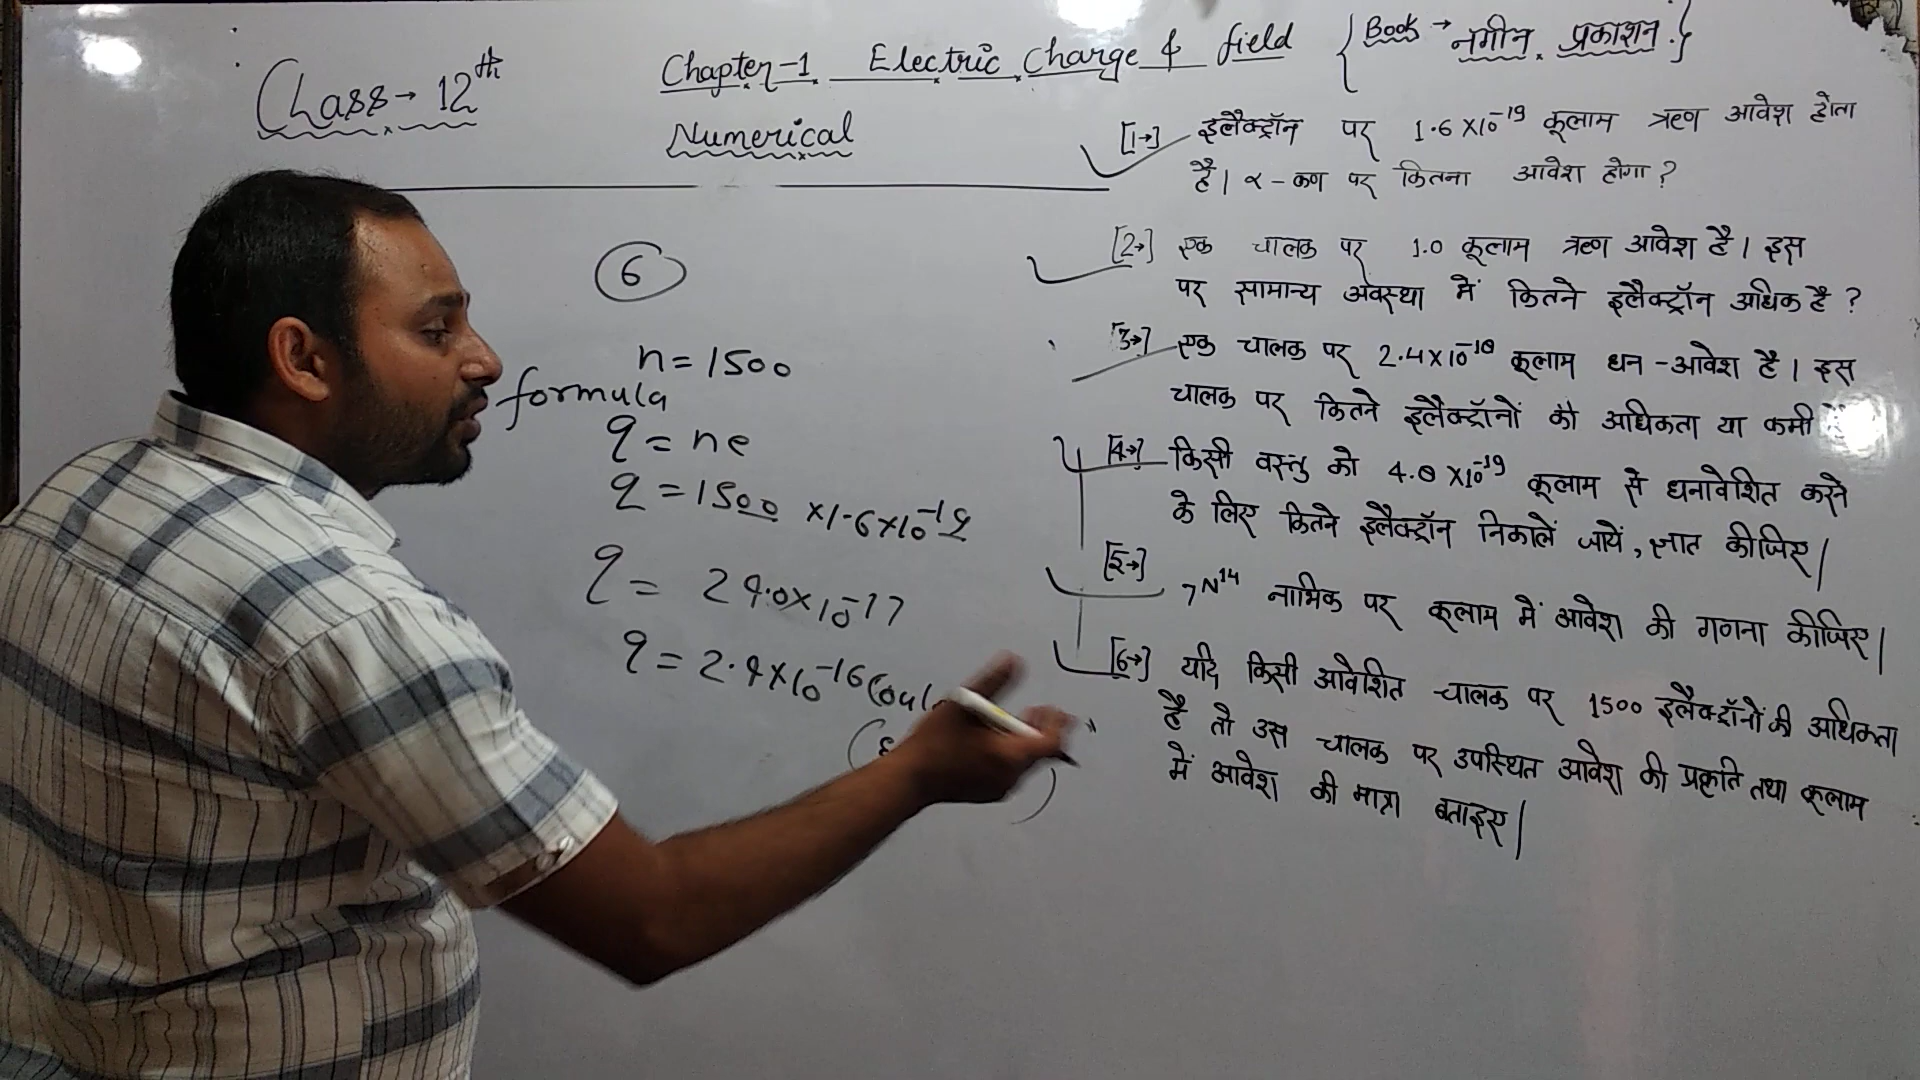 Class→ 12th
Chapter-1 Electric Charge & field
{Book → नगीन प्रकाशन}
Numerical
[1→] इलैक्ट्रॉन पर 1.6×10⁻¹⁹ कूलाम ऋण आवेश होता
है। α-कण पर कितना आवेश होगा?
[2→] एक चालक पर 1.0 कूलाम ऋण आवेश है। इस
पर सामान्य अवस्था में कितने इलैक्ट्रॉन अधिक है?
[3→] एक चालक पर 2.4×10⁻¹⁸ कूलाम धन-आवेश है। इस
चालक पर कितने इलैक्ट्रॉनों की अधिकता या कमी
[4→] किसी वस्तु को 4.8×10⁻¹⁹ कूलाम से धनावेशित करने
के लिए कितने इलैक्ट्रॉन निकालें जायें, ज्ञात कीजिए|
[5→] ₇N¹⁴ नाभिक पर कूलाम में आवेश की गणना कीजिए|
[6→] यदि किसी आवेशित चालक पर 1500 इलैक्ट्रॉनों की अधिकता
है तो उस चालक पर उपस्थित आवेश की प्रकृति तथा कूलाम
में आवेश की मात्रा बताइए|
6
n=1500
formula
q = ne
q = 1500 ×1.6×10⁻¹⁹
q = 24.0×10⁻¹⁷
q = 2.4×10⁻¹⁶